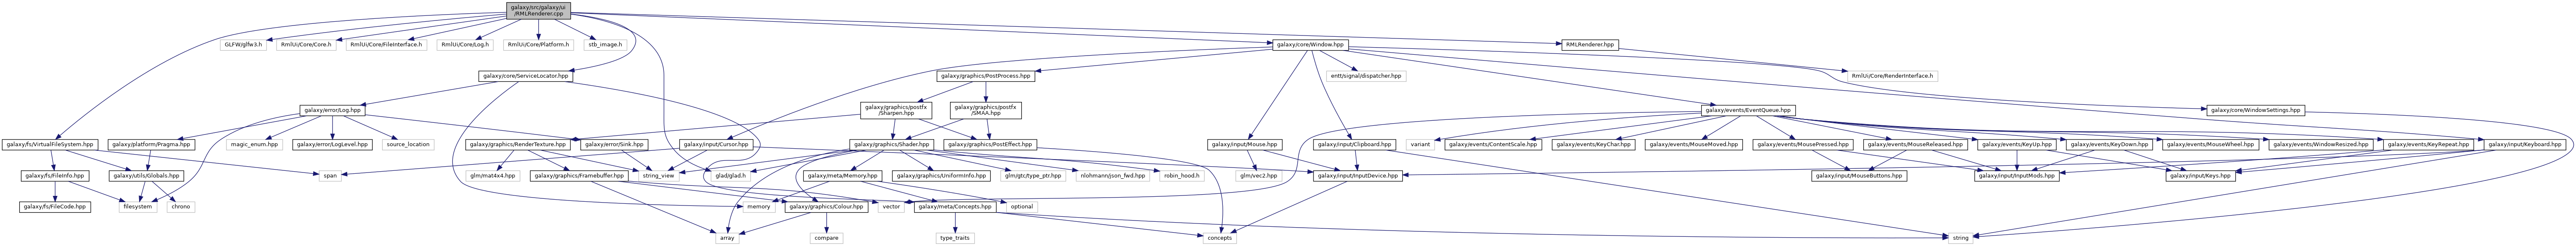 galaxy/src/galaxy/ui
/RMLRenderer.cpp
GLFW/glfw3.h
RmlUi/Core/Core.h
RmlUi/Core/FileInterface.h
RmlUi/Core/Log.h
RmlUi/Core/Platform.h
stb_image.h
galaxy/core/Window.hpp
RMLRenderer.hpp
galaxy/core/ServiceLocator.hpp
galaxy/graphics/PostProcess.hpp
entt/signal/dispatcher.hpp
RmlUi/Core/RenderInterface.h
galaxy/error/Log.hpp
galaxy/graphics/postfx
/Sharpen.hpp
galaxy/graphics/postfx
/SMAA.hpp
galaxy/events/EventQueue.hpp
galaxy/core/WindowSettings.hpp
galaxy/fs/VirtualFileSystem.hpp
galaxy/platform/Pragma.hpp
magic_enum.hpp
galaxy/error/LogLevel.hpp
source_location
galaxy/graphics/RenderTexture.hpp
galaxy/error/Sink.hpp
galaxy/input/Cursor.hpp
galaxy/graphics/Shader.hpp
galaxy/graphics/PostEffect.hpp
galaxy/input/Mouse.hpp
galaxy/input/Clipboard.hpp
variant
galaxy/events/ContentScale.hpp
galaxy/events/KeyChar.hpp
galaxy/events/MouseMoved.hpp
galaxy/events/MousePressed.hpp
galaxy/events/MouseReleased.hpp
galaxy/events/KeyUp.hpp
galaxy/events/KeyDown.hpp
galaxy/events/MouseWheel.hpp
galaxy/events/WindowResized.hpp
galaxy/events/KeyRepeat.hpp
galaxy/input/Keyboard.hpp
galaxy/fs/FileInfo.hpp
galaxy/utils/Globals.hpp
span
glm/mat4x4.hpp
galaxy/graphics/Framebuffer.hpp
string_view
glad/glad.h
galaxy/meta/Memory.hpp
galaxy/graphics/UniformInfo.hpp
glm/gtc/type_ptr.hpp
nlohmann/json_fwd.hpp
robin_hood.h
glm/vec2.hpp
galaxy/input/InputDevice.hpp
galaxy/input/MouseButtons.hpp
galaxy/input/InputMods.hpp
galaxy/input/Keys.hpp
galaxy/fs/FileCode.hpp
filesystem
chrono
memory
galaxy/graphics/Colour.hpp
vector
galaxy/meta/Concepts.hpp
optional
array
compare
type_traits
concepts
string